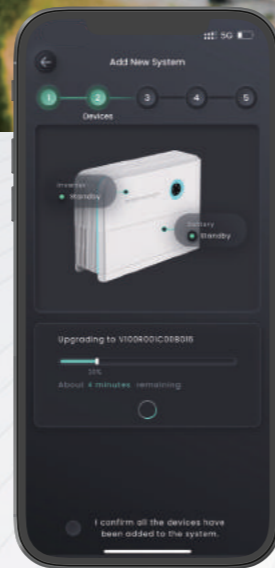 5G
Add New System
1 2 3 4 5
Devices
Inverter
Standby
Battery
Standby
Upgrading to V100R001C00B016
About 4 minutes remaining
I confirm all the devices have
been added to the system.